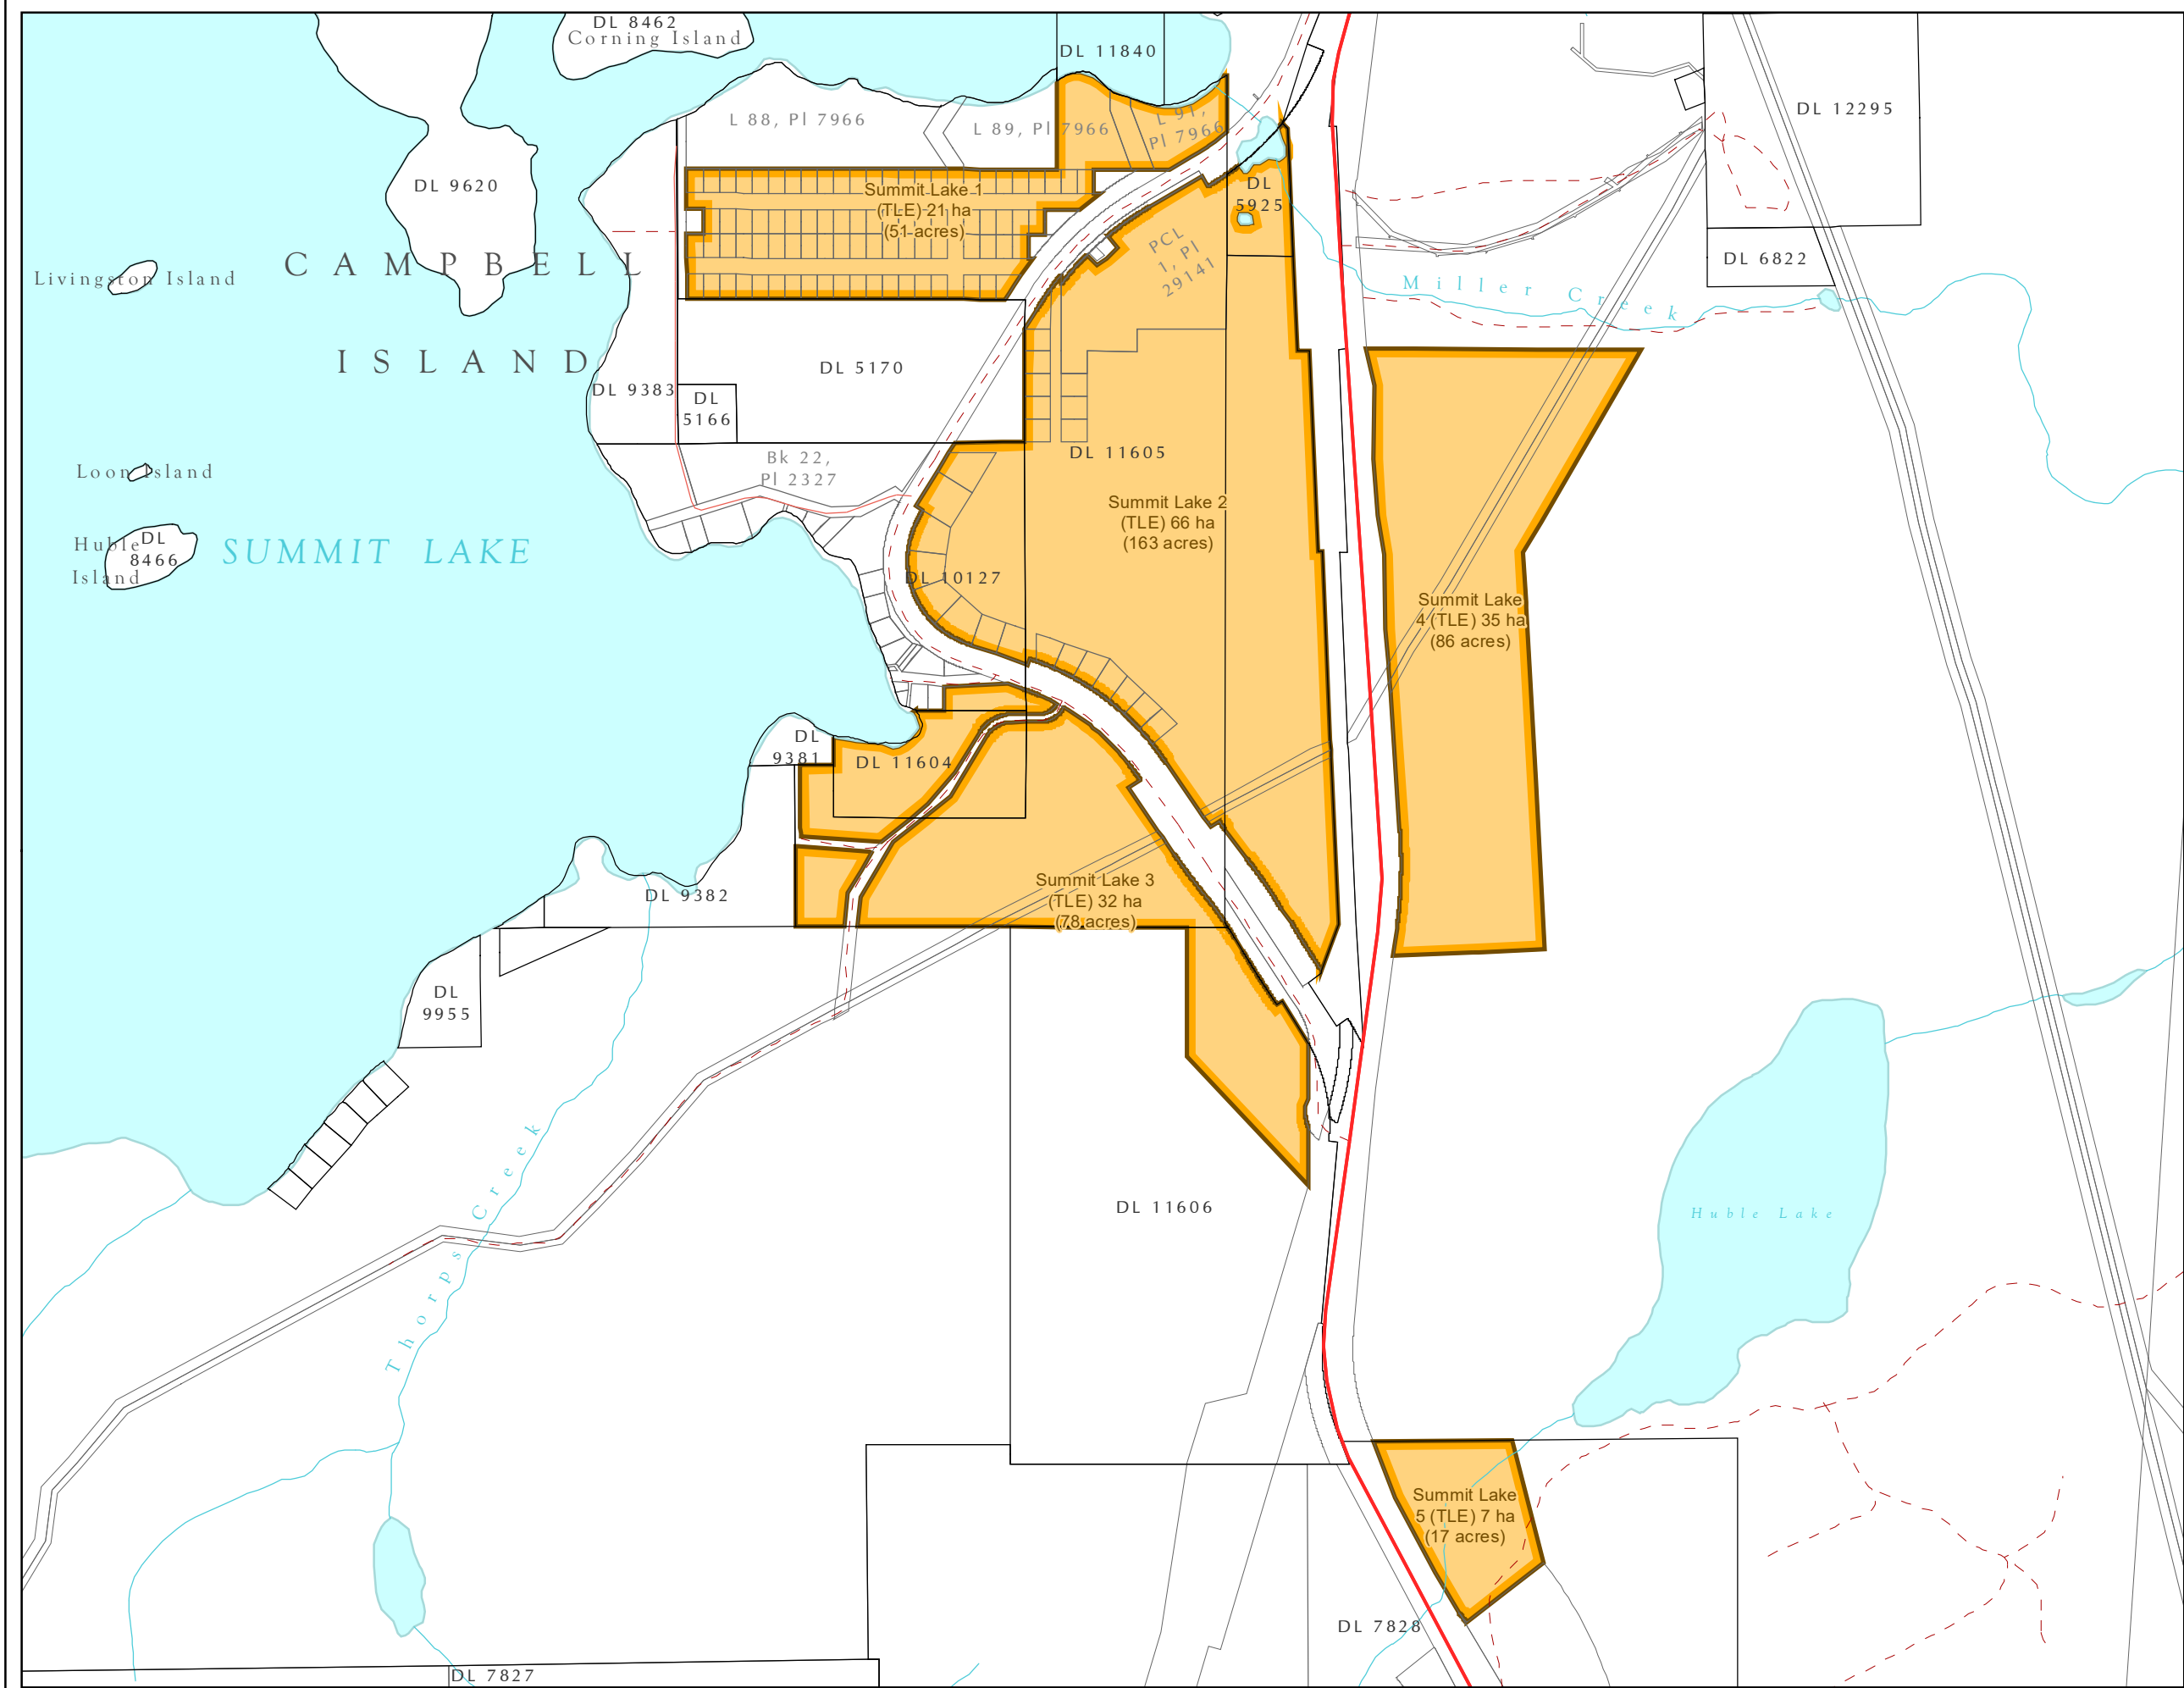 DL 8462
Corning Island
DL 11840
DL 12295
L 88, Pl 7966
L 89, Pl 7966
L 91,
Pl 7966
DL 9620
Summit Lake 1
(TLE) 21 ha
(51 acres)
DL
5925
PCL
1, Pl
29141
DL 6822
CAMPBELL
ISLAND
Livingston Island
Miller Creek
DL 9383
DL 5170
DL
5166
Bk 22,
Pl 2327
DL 11605
Loon Island
Summit Lake 2
(TLE) 66 ha
(163 acres)
Huble
Island
DL
8466
SUMMIT LAKE
DL 10127
Summit Lake
4 (TLE) 35 ha
(86 acres)
DL
9381
DL 11604
Summit Lake 3
(TLE) 32 ha
(78 acres)
DL 9382
DL
9955
Thorps Creek
DL 11606
Huble Lake
Summit Lake
5 (TLE) 7 ha
(17 acres)
DL 7828
DL 7827